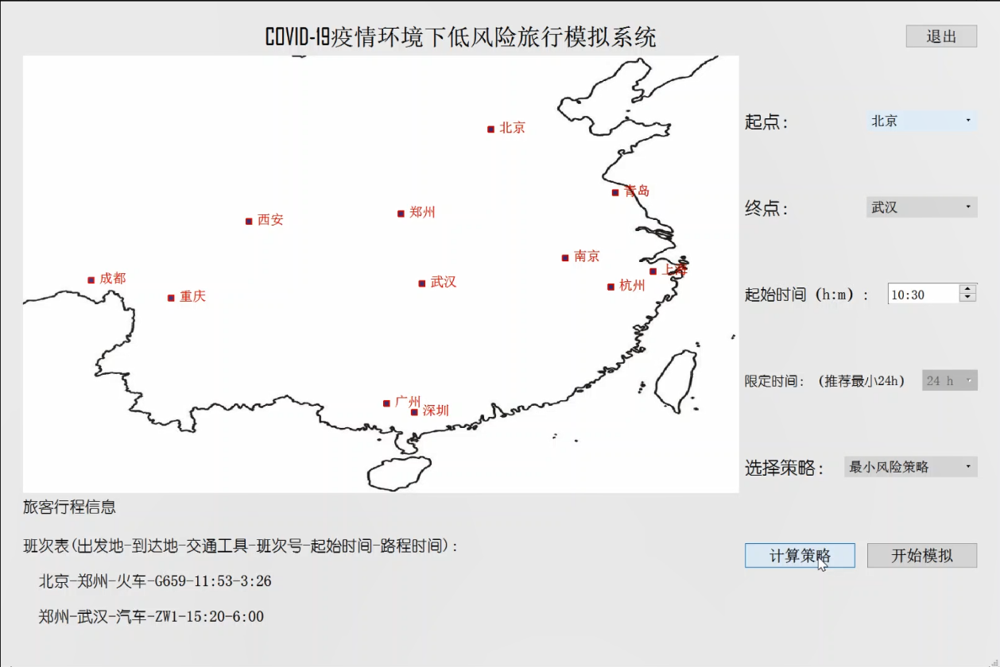 COVID-19疫情环境下低风险旅行模拟系统
退出
北京
青岛
郑州
西安
南京
上海
成都
武汉
杭州
重庆
广州
深圳
起点：
北京
终点：
武汉
起始时间 (h:m) ：
10:30
限定时间： (推荐最小24h)
24 h
选择策略：
最小风险策略
计算策略
开始模拟
旅客行程信息
班次表(出发地-到达地-交通工具-班次号-起始时间-路程时间)：
北京-郑州-火车-G659-11:53-3:26
郑州-武汉-汽车-ZW1-15:20-6:00